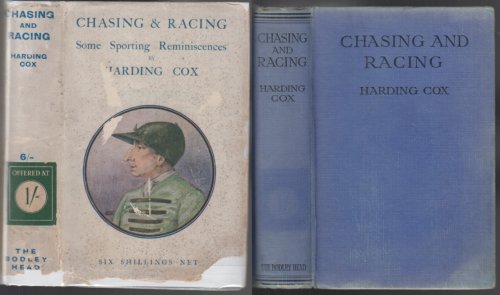 CHASING
AND
RACING
HARDING
COX
6/-
OFFERED AT
1/-
THE
BODLEY
HEAD
CHASING & RACING
Some Sporting Reminiscences
BY
HARDING COX
SIX SHILLINGS NET
CHASING
AND
RACING
HARDING
COX
THE BODLEY HEAD
CHASING AND
RACING
HARDING COX